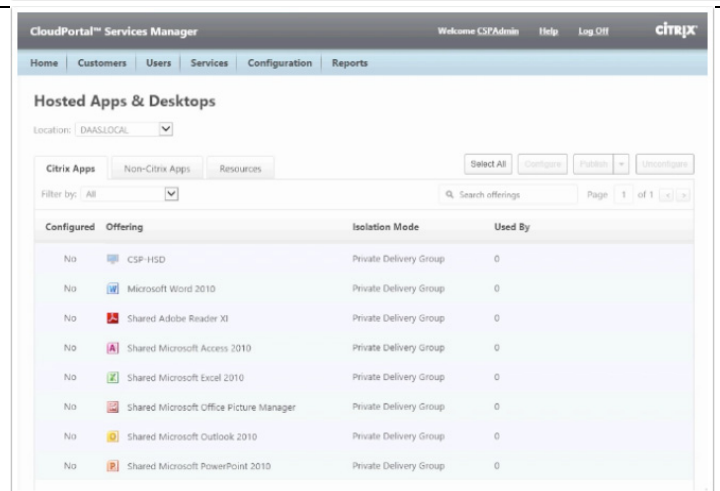 CloudPortal™ Services Manager Welcome CSPAdmin Help Log Off CİTRIX
Home Customers Users Services Configuration Reports
Hosted Apps & Desktops
Location: DAAS.LOCAL
Citrix Apps Non-Citrix Apps Resources Select All Configure Publish Unconfigure
Filter by: All Search offerings Page 1 of 1
Configured Offering Isolation Mode Used By
No CSP-HSD Private Delivery Group 0
No Microsoft Word 2010 Private Delivery Group 0
No Shared Adobe Reader XI Private Delivery Group 0
No Shared Microsoft Access 2010 Private Delivery Group 0
No Shared Microsoft Excel 2010 Private Delivery Group 0
No Shared Microsoft Office Picture Manager Private Delivery Group 0
No Shared Microsoft Outlook 2010 Private Delivery Group 0
No Shared Microsoft PowerPoint 2010 Private Delivery Group 0